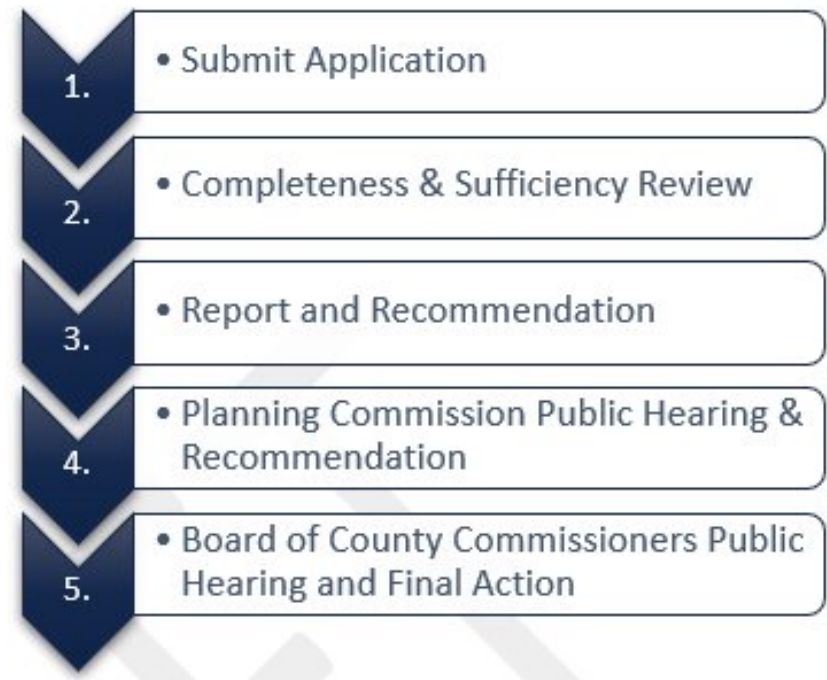 1.
• Submit Application
2.
• Completeness & Sufficiency Review
3.
• Report and Recommendation
4.
• Planning Commission Public Hearing &
Recommendation
5.
• Board of County Commissioners Public
Hearing and Final Action